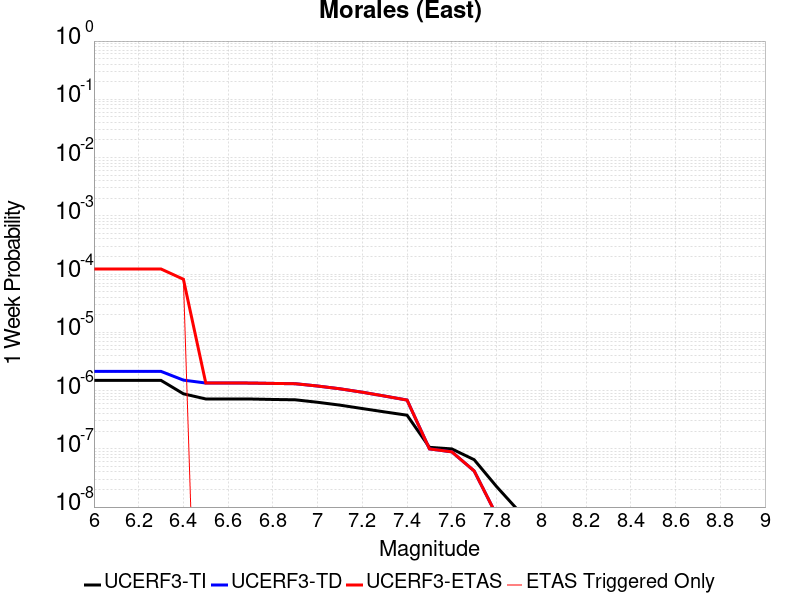 Morales (East)
10 0
10 -1
10 -2
10 -3
10 -4
10 -5
10 -6
10 -7
10 -8
1 Week Probability
6 6.2 6.4 6.6 6.8 7 7.2 7.4 7.6 7.8 8 8.2 8.4 8.6 8.8 9
Magnitude
UCERF3-TI UCERF3-TD UCERF3-ETAS ETAS Triggered Only